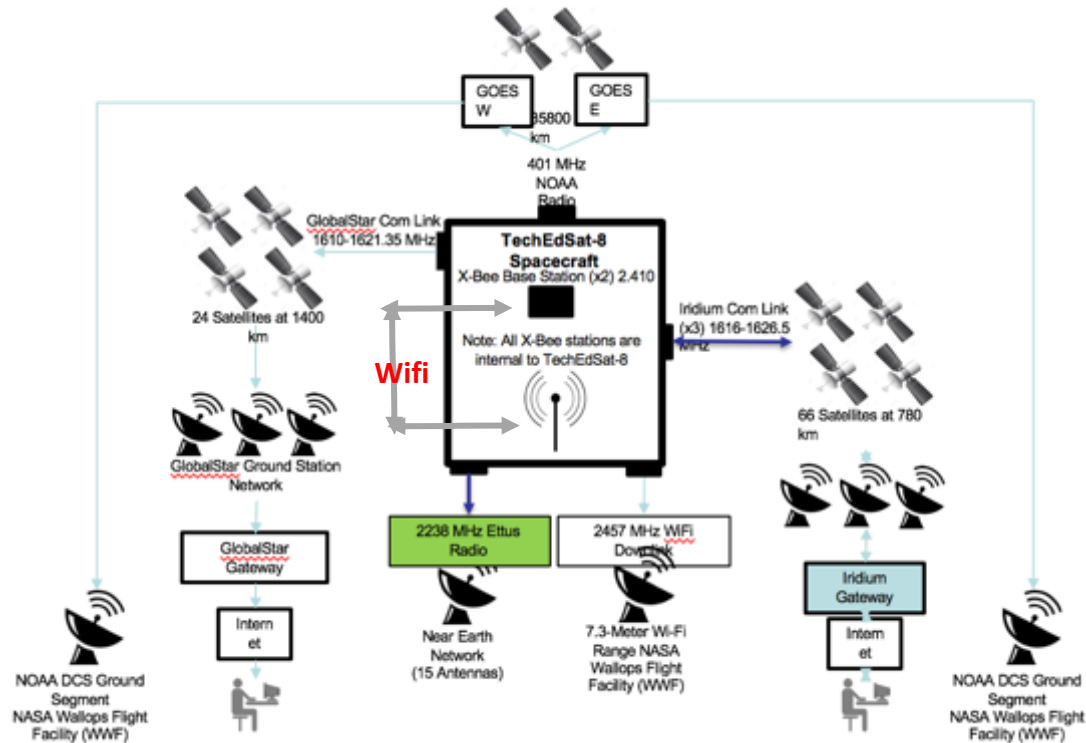 GOES
W
GOES
E
35800
km
401 MHz
NOAA
Radio
GlobalStar Com Link
1610-1621.35 MHz
TechEdSat-8
Spacecraft
X-Bee Base Station (x2) 2.410
Note: All X-Bee stations are
internal to TechEdSat-8
Wifi
Iridium Com Link
(x3) 1616-1626.5
MHz
24 Satellites at 1400
km
66 Satellites at 780
km
GlobalStar Ground Station
Network
GlobalStar
Gateway
Intern
et
2238 MHz Ettus
Radio
2457 MHz WiFi
Downlink
Near Earth
Network
(15 Antennas)
7.3-Meter Wi-Fi
Range NASA
Wallops Flight
Facility (WWF)
Iridium
Gateway
Intern
et
NOAA DCS Ground
Segment
NASA Wallops Flight
Facility (WWF)
NOAA DCS Ground
Segment
NASA Wallops Flight
Facility (WWF)